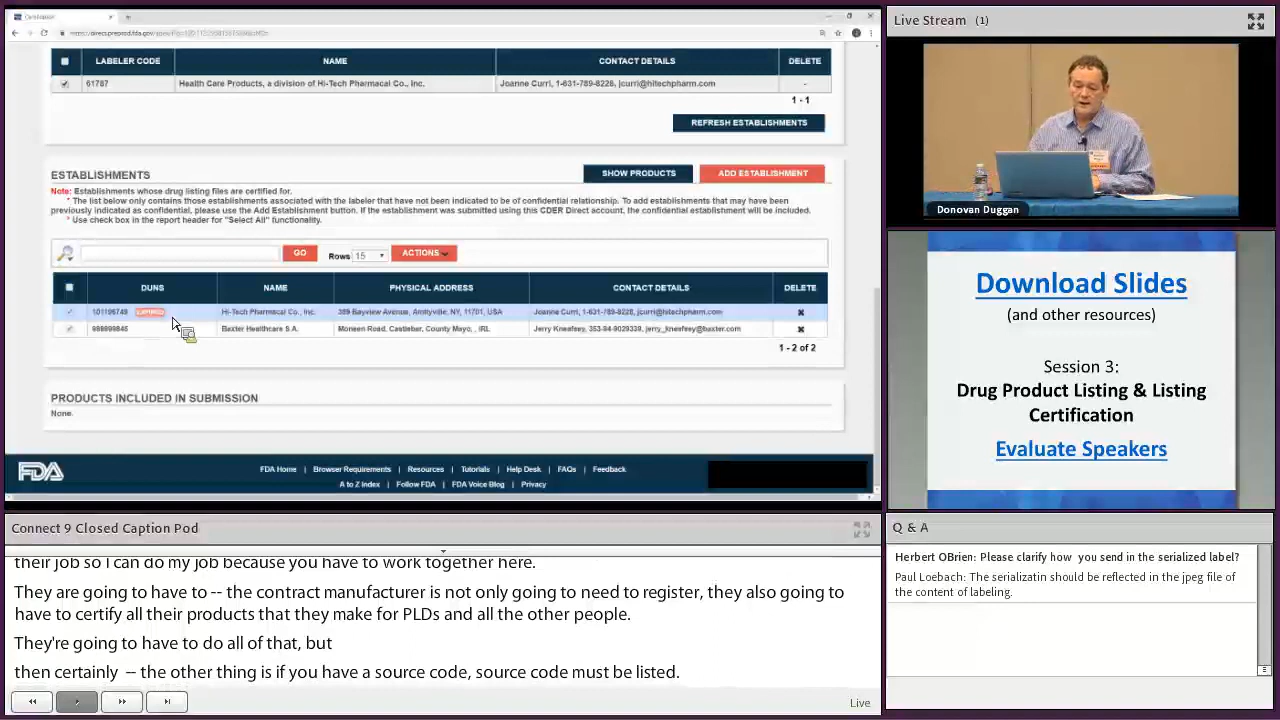 Certification
LABELER CODE NAME CONTACT DETAILS DELETE
61787 Health Care Products, a division of Hi-Tech Pharmacal Co., Inc. Joanne Curri, 1-631-789-8228, jcurri@hitechpharm.com -
1 - 1
REFRESH ESTABLISHMENTS
ESTABLISHMENTS SHOW PRODUCTS ADD ESTABLISHMENT
Note: Establishments whose drug listing files are certified for.
* The list below only contains those establishments associated with the labeler that have not been indicated to be of confidential relationship. To add establishments that may have been
previously indicated as confidential, please use the Add Establishment button. If the establishment was submitted using this CDER Direct account, the confidential establishment will be included.
* Use check box in the report header for "Select All" functionality.
GO Rows 15 ACTIONS
DUNS NAME PHYSICAL ADDRESS CONTACT DETAILS DELETE
101196749 EXPIRED Hi-Tech Pharmacal Co., Inc. 369 Bayview Avenue, Amityville, NY, 11701, USA Joanne Curri, 1-631-789-8228, jcurri@hitechpharm.com
988899845 Baxter Healthcare S.A. Moneen Road, Castlebar, County Mayo, , IRL Jerry Kneafsey, 353-94-9029339, jerry_kneafsey@baxter.com
1 - 2 of 2
PRODUCTS INCLUDED IN SUBMISSION
None.
FDA
FDA Home | Browser Requirements | Resources | Tutorials | Help Desk | FAQs | Feedback
A to Z Index | Follow FDA | FDA Voice Blog | Privacy
Live Stream (1)
Donovan Duggan
Download Slides
(and other resources)
Session 3:
Drug Product Listing & Listing
Certification
Evaluate Speakers
Connect 9 Closed Caption Pod
their job so I can do my job because you have to work together here.
They are going to have to -- the contract manufacturer is not only going to need to register, they also going to
have to certify all their products that they make for PLDs and all the other people.
They're going to have to do all of that, but
then certainly -- the other thing is if you have a source code, source code must be listed.
Live
Q & A
Herbert OBrien: Please clarify how you send in the serialized label?
Paul Loebach: The serializatin should be reflected in the jpeg file of
the content of labeling.